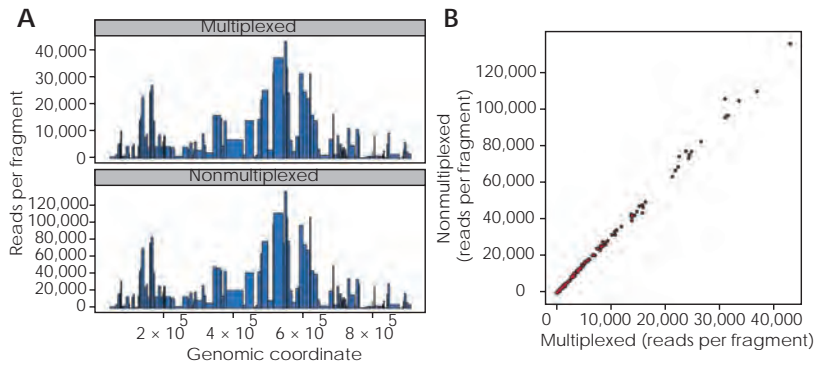 A
Multiplexed
40,000
30,000
20,000
10,000
0
Nonmultiplexed
120,000
100,000
80,000
60,000
40,000
20,000
0
Reads per fragment
2 × 10^5
4 × 10^5
6 × 10^5
8 × 10^5
Genomic coordinate
B
120,000
100,000
80,000
60,000
40,000
20,000
0
Nonmultiplexed
(reads per fragment)
0
10,000
20,000
30,000
40,000
Multiplexed (reads per fragment)